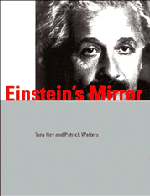 Einstein's Mirror
Tony Hey and Patrick Walters